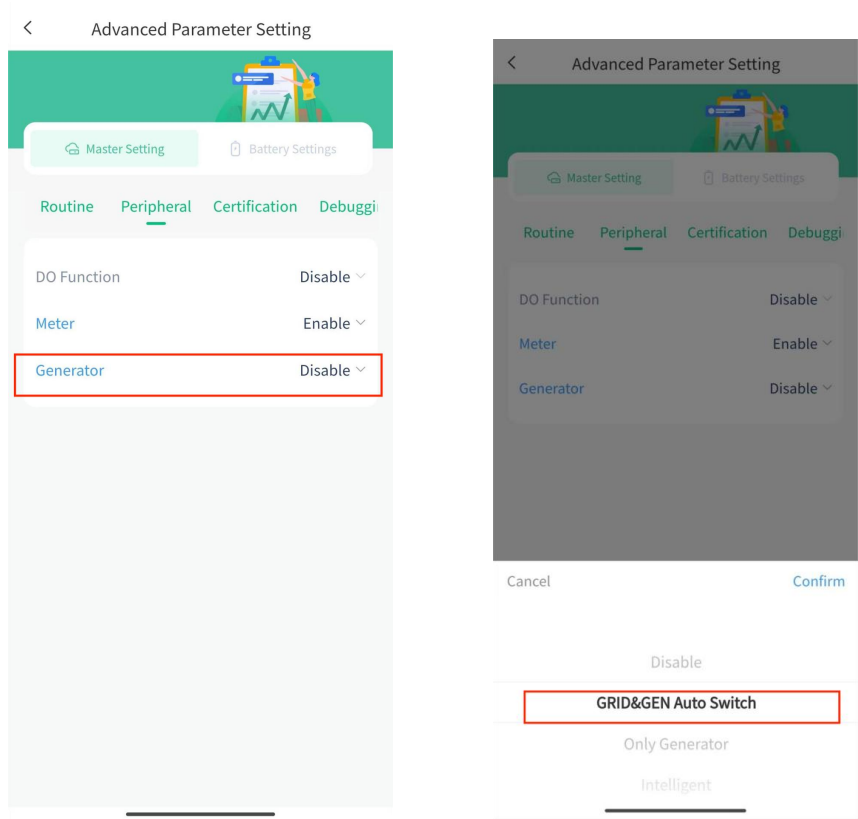 Advanced Parameter Setting
Master Setting
Battery Settings
Routine Peripheral Certification Debuggi
DO Function Disable
Meter Enable
Generator Disable
Advanced Parameter Setting
Master Setting
Battery Settings
Routine Peripheral Certification Debuggi
DO Function Disable
Meter Enable
Generator Disable
Cancel Confirm
Disable
GRID&GEN Auto Switch
Only Generator
Intelligent